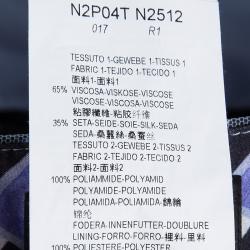 N2P04T N2512
017 R1
TESSUTO 1-GEWEBE 1-TISSUS 1
FABRIC 1-TEJIDO 1-TECIDO 1
面料1-面料1
65% VISCOSA-VISKOSE-VISCOSE
VISCOSE-VISCOSA-VISCOSE
粘膠纖維-粘胶纤维
35% SETA-SEIDE-SOIE-SILK-SEDA
SEDA-桑蠶絲-桑蚕丝
TESSUTO 2-GEWEBE 2-TISSUS 2
FABRIC 2-TEJIDO 2-TECIDO 2
面料2-面料2
100% POLIAMMIDE-POLYAMID
POLYAMIDE-POLYAMIDE
POLIAMIDA-POLIAMIDA-錦綸
锦纶
FODERA-INNENFUTTER-DOUBLURE
LINING-FORRO-FORRO-裡料-里料
100% POLIESTERE-POLYESTER